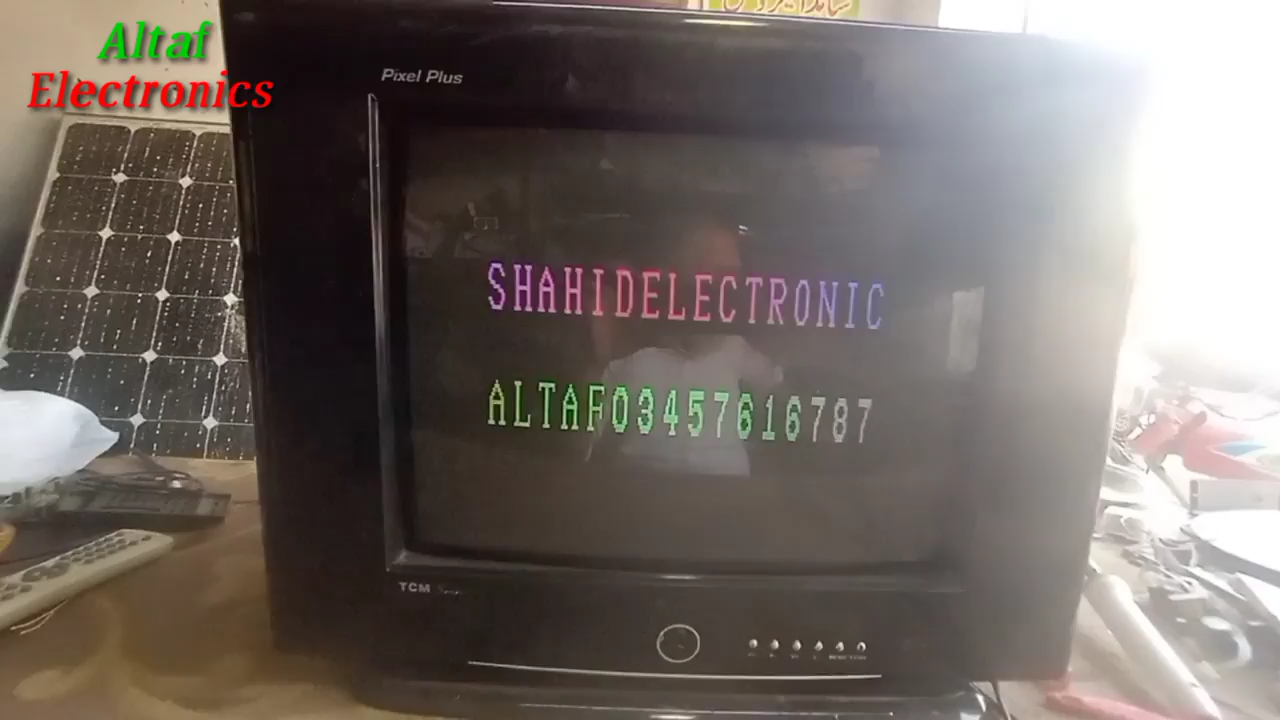 Altaf
Electronics
Pixel Plus
SHAHIDELECTRONIC
ALTAF03457616787
TCM